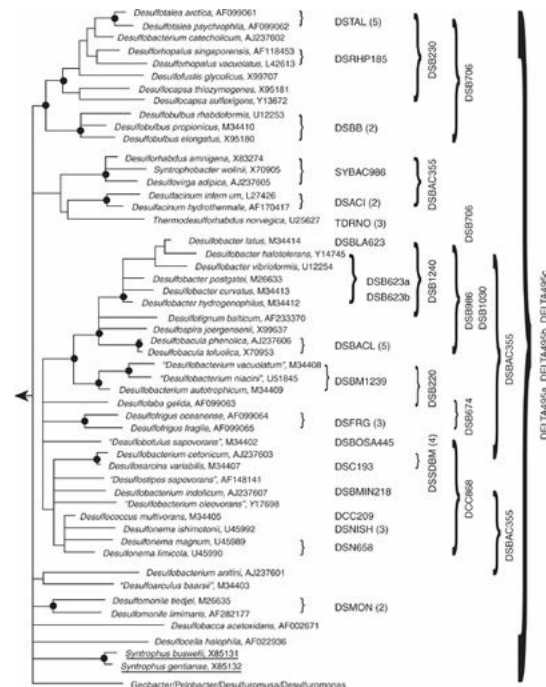 Desulfotalea arctica, AF099061
Desulfotalea psychrophila, AF099062
Desulfobacterium catecholicum, AJ237602
Desulforhopalus singaporensis, AF118453
Desulforhopalus vacuolatus, L42613
Desulfofustis glycolicus, X99707
Desulfocapsa thiozymogenes, X95181
Desulfocapsa sulfexigens, Y13672
Desulfobulbus rhabdoformis, U12253
Desulfobulbus propionicus, M34410
Desulfobulbus elongatus, X95180
Desulforhabdus amnigena, X83274
Syntrophobacter wolinii, X70905
Desulfovirga adipica, AJ237605
Desulfacinum infernum, L27426
Desulfacinum hydrothermale, AF170417
Thermodesulforhabdus norvegica, U25627
Desulfobacter latus, M34414
Desulfobacter halotolerans, Y14745
Desulfobacter vibrioformis, U12254
Desulfobacter postgatei, M26633
Desulfobacter curvatus, M34413
Desulfobacter hydrogenophilus, M34412
Desulfotignum balticum, AF233370
Desulfospira joergensenii, X99637
Desulfobacula phenolica, AJ237606
Desulfobacula toluolica, X70953
"Desulfobacterium vacuolatum", M34408
"Desulfobacterium niacini", U51845
Desulfobacterium autotrophicum, M34409
Desulfolaba gelida, AF099063
Desulfofrigus oceanense, AF099064
Desulfofrigus fragile, AF099065
"Desulfobotulus sapovorans", M34402
Desulfobacterium cetonicum, AJ237603
Desulfosarcina variabilis, M34407
"Desulfostipes sapovorans", AF148141
Desulfobacterium indolicum, AJ237607
"Desulfobacterium oleovorans", Y17698
Desulfococcus multivorans, M34405
Desulfonema ishimotonii, U45992
Desulfonema magnum, U45989
Desulfonema limicola, U45990
Desulfobacterium anilini, AJ237601
"Desulfoarculus baarsii", M34403
Desulfomonile tiedjei, M26635
Desulfomonile limimaris, AF282177
Desulfobacca acetoxidans, AF002671
Desulfocella halophila, AF022936
Syntrophus buswellii, X85131
Syntrophus gentianae, X85132
Geobacter/Pelobacter/Desulfuromusa/Desulfuromonas
DSTAL (5)
DSRHP185
DSBB (2)
SYBAC986
DSACI (2)
TDRNO (3)
DSBLA623
DSB623a
DSB623b
DSBACL (5)
DSBM1239
DSFRG (3)
DSBOSA445
DSC193
DSBMIN218
DCC209
DSNISH (3)
DSN658
DSMON (2)
DSB230
DSB706
DSBAC355
DSB706
DSB1240
DSB986
DSB1030
DSB220
DSB674
DSSDBM (4)
DCC868
DSBAC355
DSBAC355
DELTA495a, DELTA495b, DELTA495c